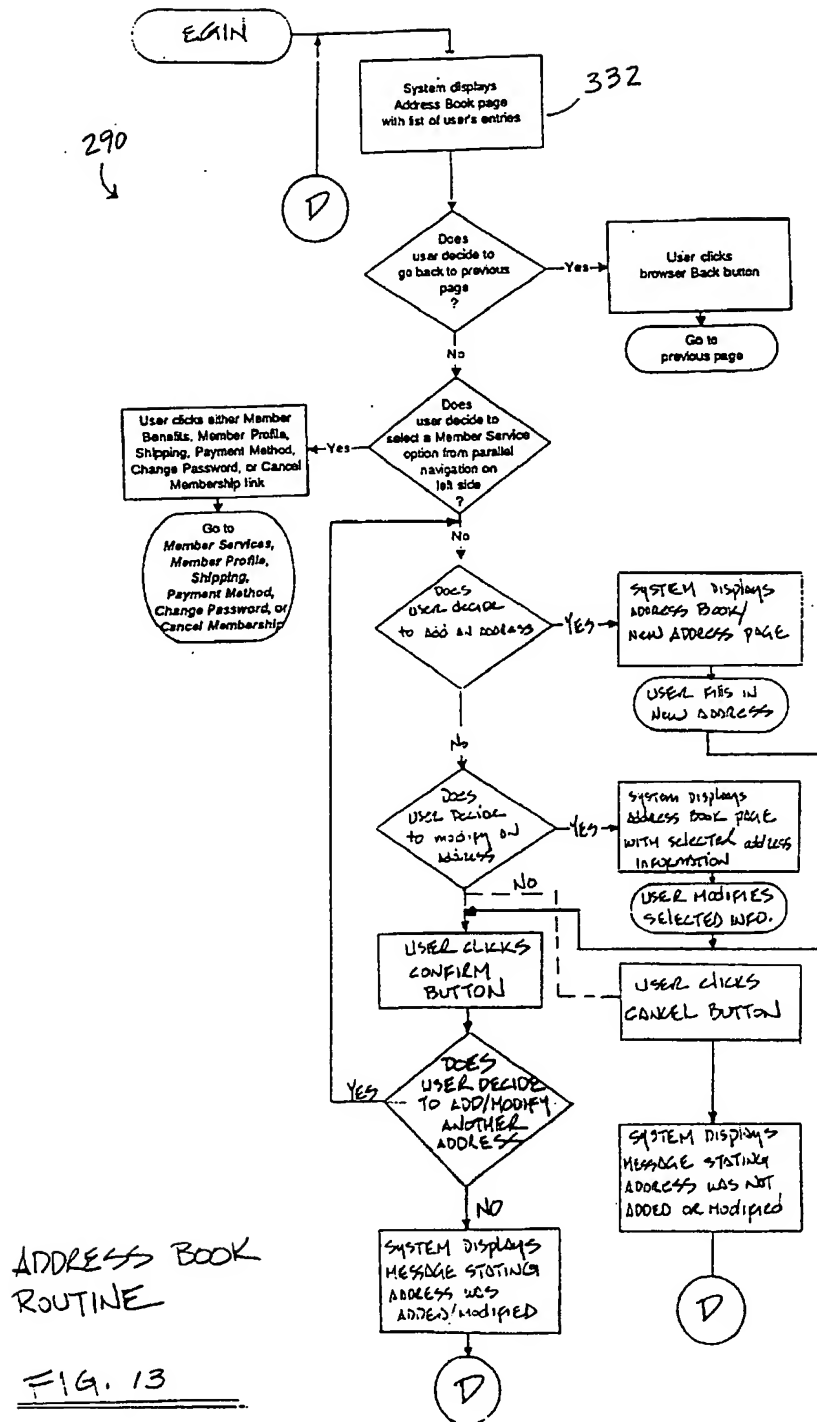 EGIN
System displays
Address Book page
with list of user's entries
332
290
D
Does
user decide to
go back to previous
page
?
Yes
User clicks
browser Back button
Go to
previous page
No
Does
user decide to
select a Member Service
option from parallel
navigation on
left side
?
Yes
User clicks either Member
Benefits, Member Profile,
Shipping, Payment Method,
Change Password, or Cancel
Membership link
Go to
Member Services,
Member Profile,
Shipping,
Payment Method,
Change Password, or
Cancel Membership
No
DOES
USER DECIDE
TO ADD AN ADDRESS
YES
SYSTEM DISPLAYS
ADDRESS BOOK/
NEW ADDRESS PAGE
USER FILLS IN
NEW ADDRESS
No
DOES
USER DECIDE
to modify an
Address
YES
System Displays
Address Book PAGE
WITH SELECTED address
INFORMATION
USER MODIFIES
SELECTED INFO.
NO
USER CLICKS
CONFIRM
BUTTON
USER CLICKS
CANCEL BUTTON
DOES
USER DECIDE
TO ADD/MODIFY
ANOTHER
ADDRESS
YES
NO
SYSTEM DISPLAYS
MESSAGE STATING
ADDRESS WAS NOT
ADDED OR MODIFIED
SYSTEM DISPLAYS
MESSAGE STATING
ADDRESS WAS
ADDED/MODIFIED
D
D
ADDRESS BOOK
ROUTINE
FIG. 13